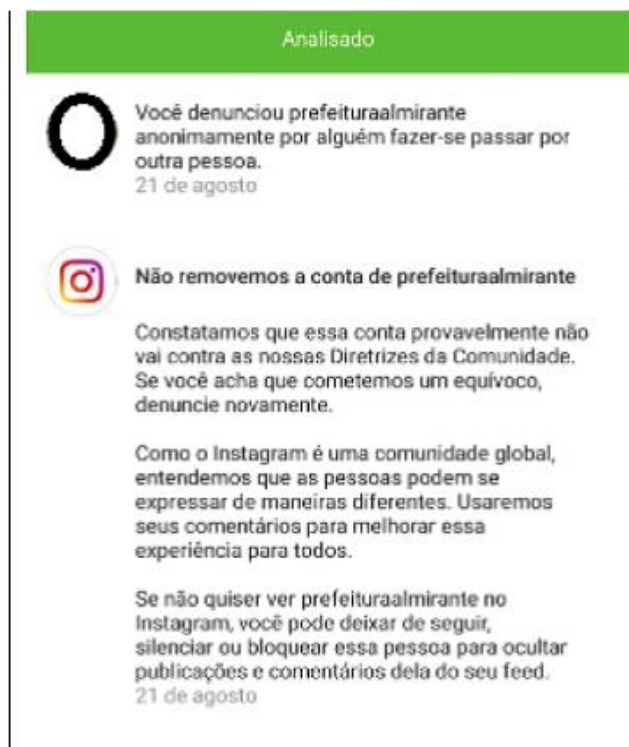 Analisado
Você denunciou prefeituraalmirante
anonimamente por alguém fazer-se passar por
outra pessoa.
21 de agosto
Não removemos a conta de prefeituraalmirante
Constatamos que essa conta provavelmente não
vai contra as nossas Diretrizes da Comunidade.
Se você acha que cometemos um equívoco,
denuncie novamente.
Como o Instagram é uma comunidade global,
entendemos que as pessoas podem se
expressar de maneiras diferentes. Usaremos
seus comentários para melhorar essa
experiência para todos.
Se não quiser ver prefeituraalmirante no
Instagram, você pode deixar de seguir,
silenciar ou bloquear essa pessoa para ocultar
publicações e comentários dela do seu feed.
21 de agosto